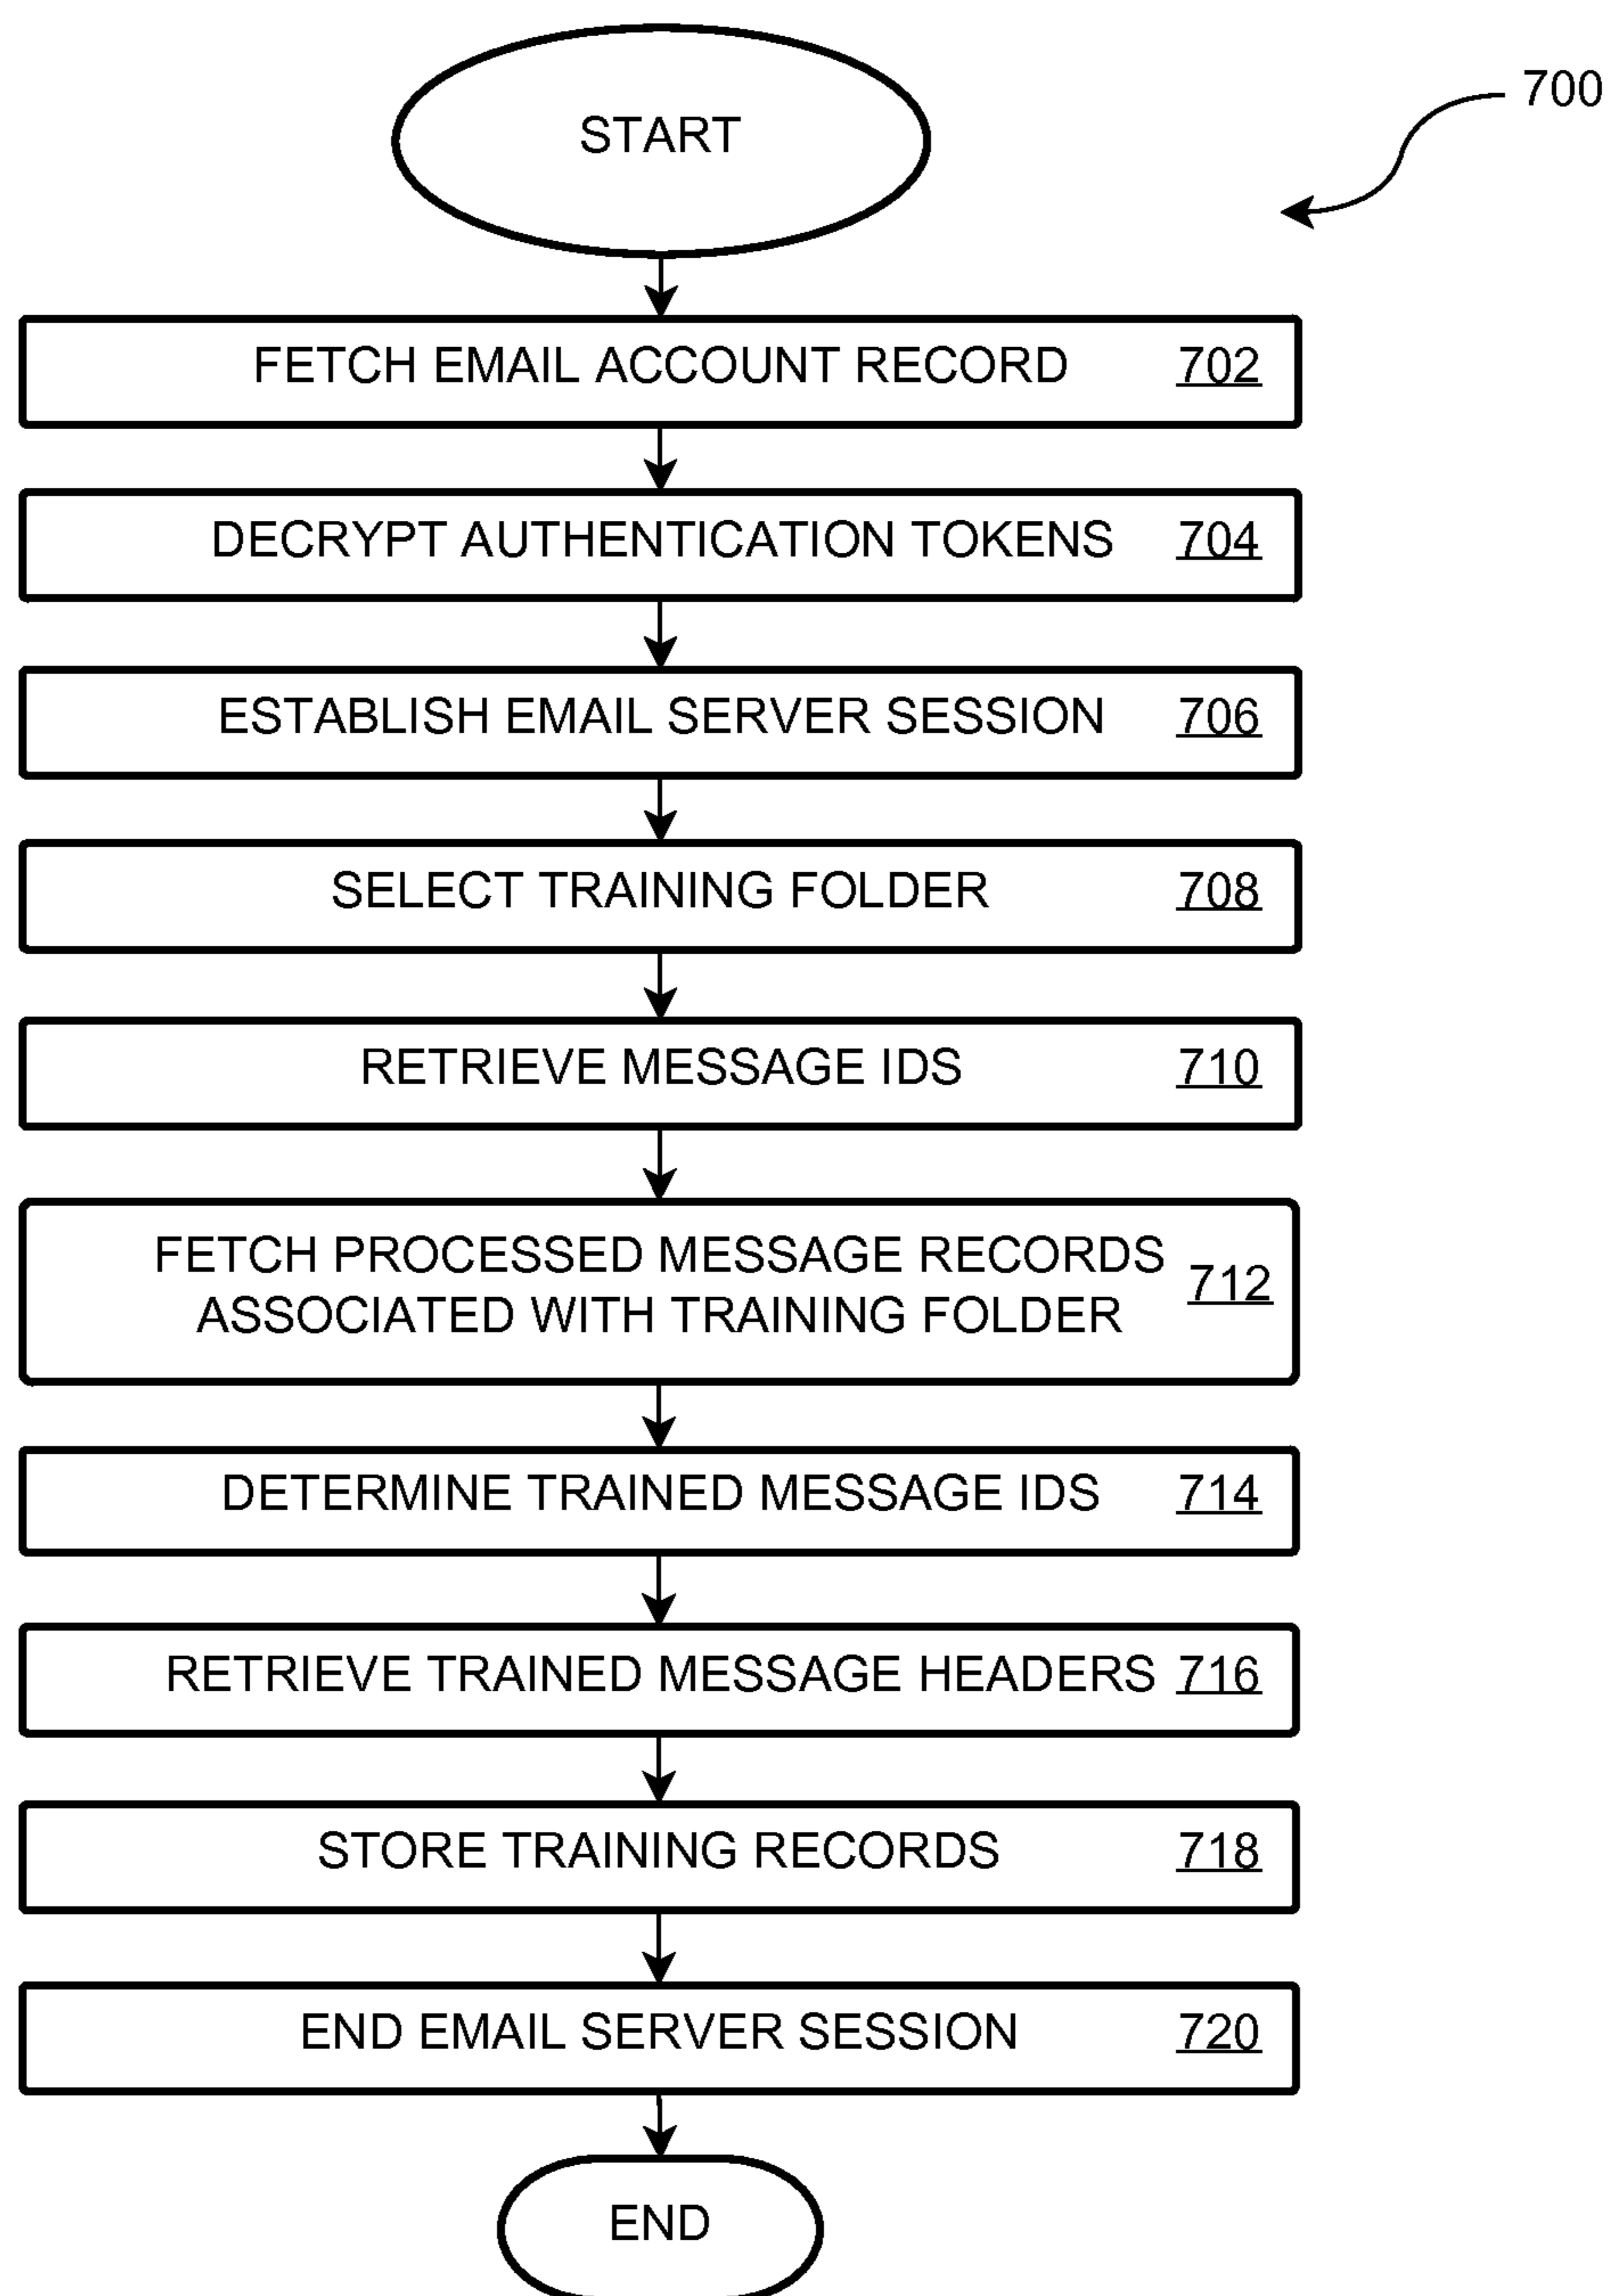 START
700
FETCH EMAIL ACCOUNT RECORD 702
DECRYPT AUTHENTICATION TOKENS 704
ESTABLISH EMAIL SERVER SESSION 706
SELECT TRAINING FOLDER 708
RETRIEVE MESSAGE IDS 710
FETCH PROCESSED MESSAGE RECORDS
ASSOCIATED WITH TRAINING FOLDER 712
DETERMINE TRAINED MESSAGE IDS 714
RETRIEVE TRAINED MESSAGE HEADERS 716
STORE TRAINING RECORDS 718
END EMAIL SERVER SESSION 720
END